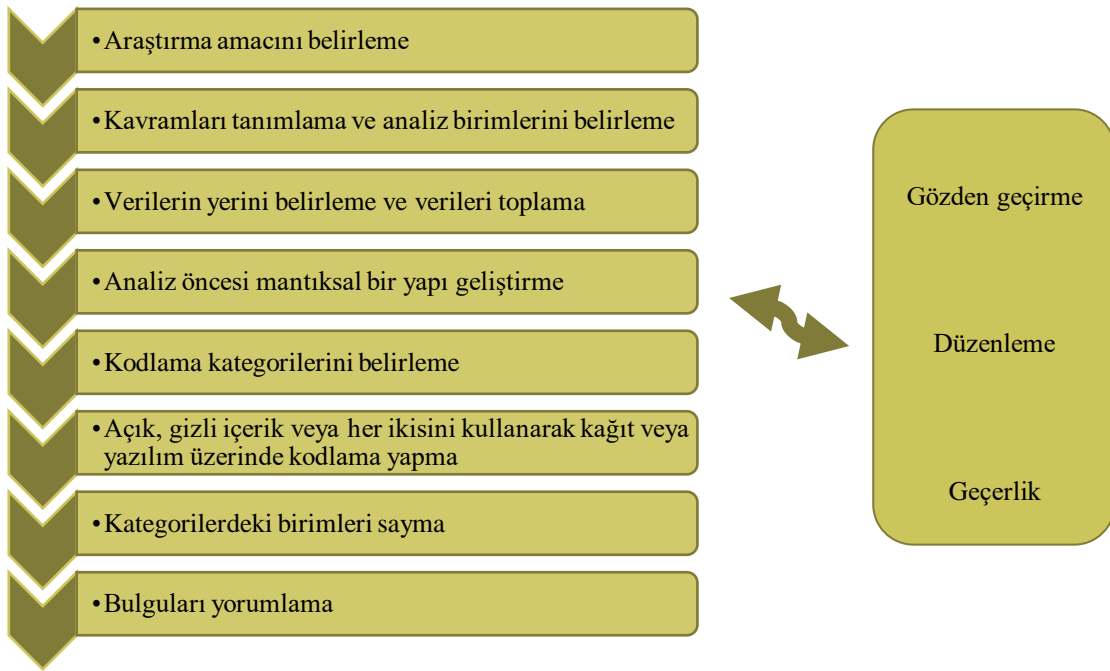 •Araştırma amacını belirleme
•Kavramları tanımlama ve analiz birimlerini belirleme
•Verilerin yerini belirleme ve verileri toplama
•Analiz öncesi mantıksal bir yapı geliştirme
•Kodlama kategorilerini belirleme
•Açık, gizli içerik veya her ikisini kullanarak kağıt veya
yazılım üzerinde kodlama yapma
•Kategorilerdeki birimleri sayma
•Bulguları yorumlama
Gözden geçirme
Düzenleme
Geçerlik